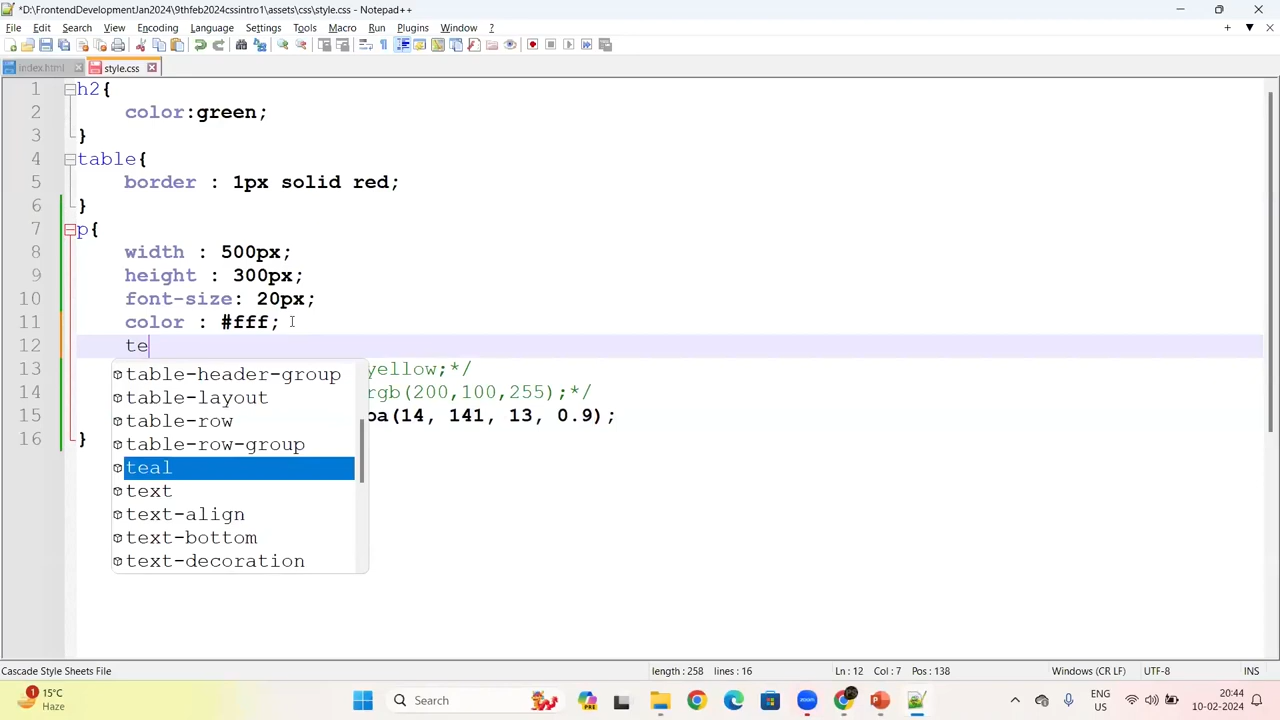 *D:\FrontendDevelopmentJan2024\9thfeb2024cssintro1\assets\css\style.css - Notepad++
File Edit Search View Encoding Language Settings Tools Macro Run Plugins Window ?
index.html style.css
1 h2{
2 color:green;
3 }
4 table{
5 border : 1px solid red;
6 }
7 p{
8 width : 500px;
9 height : 300px;
10 font-size: 20px;
11 color : #fff;
12 te
13 yellow;*/
14 rgb(200,100,255);*/
15 ba(14, 141, 13, 0.9);
16 }
table-header-group
table-layout
table-row
table-row-group
teal
text
text-align
text-bottom
text-decoration
Cascade Style Sheets File length : 258 lines : 16 Ln : 12 Col : 7 Pos : 138 Windows (CR LF) UTF-8 INS
15°C
Haze
1
Search
PRE
ENG
US
20:44
10-02-2024